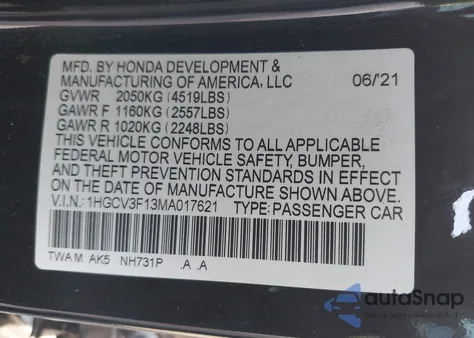 MFD. BY HONDA DEVELOPMENT &
MANUFACTURING OF AMERICA, LLC 06/21
GVWR 2050KG (4519LBS)
GAWR F 1160KG (2557LBS)
GAWR R 1020KG (2248LBS)
THIS VEHICLE CONFORMS TO ALL APPLICABLE
FEDERAL MOTOR VEHICLE SAFETY, BUMPER,
AND THEFT PREVENTION STANDARDS IN EFFECT
ON THE DATE OF MANUFACTURE SHOWN ABOVE.
V.I.N.: 1HGCV3F13MA017621 TYPE: PASSENGER CAR
TWA M AK5 NH731P .A .A
autoSnap